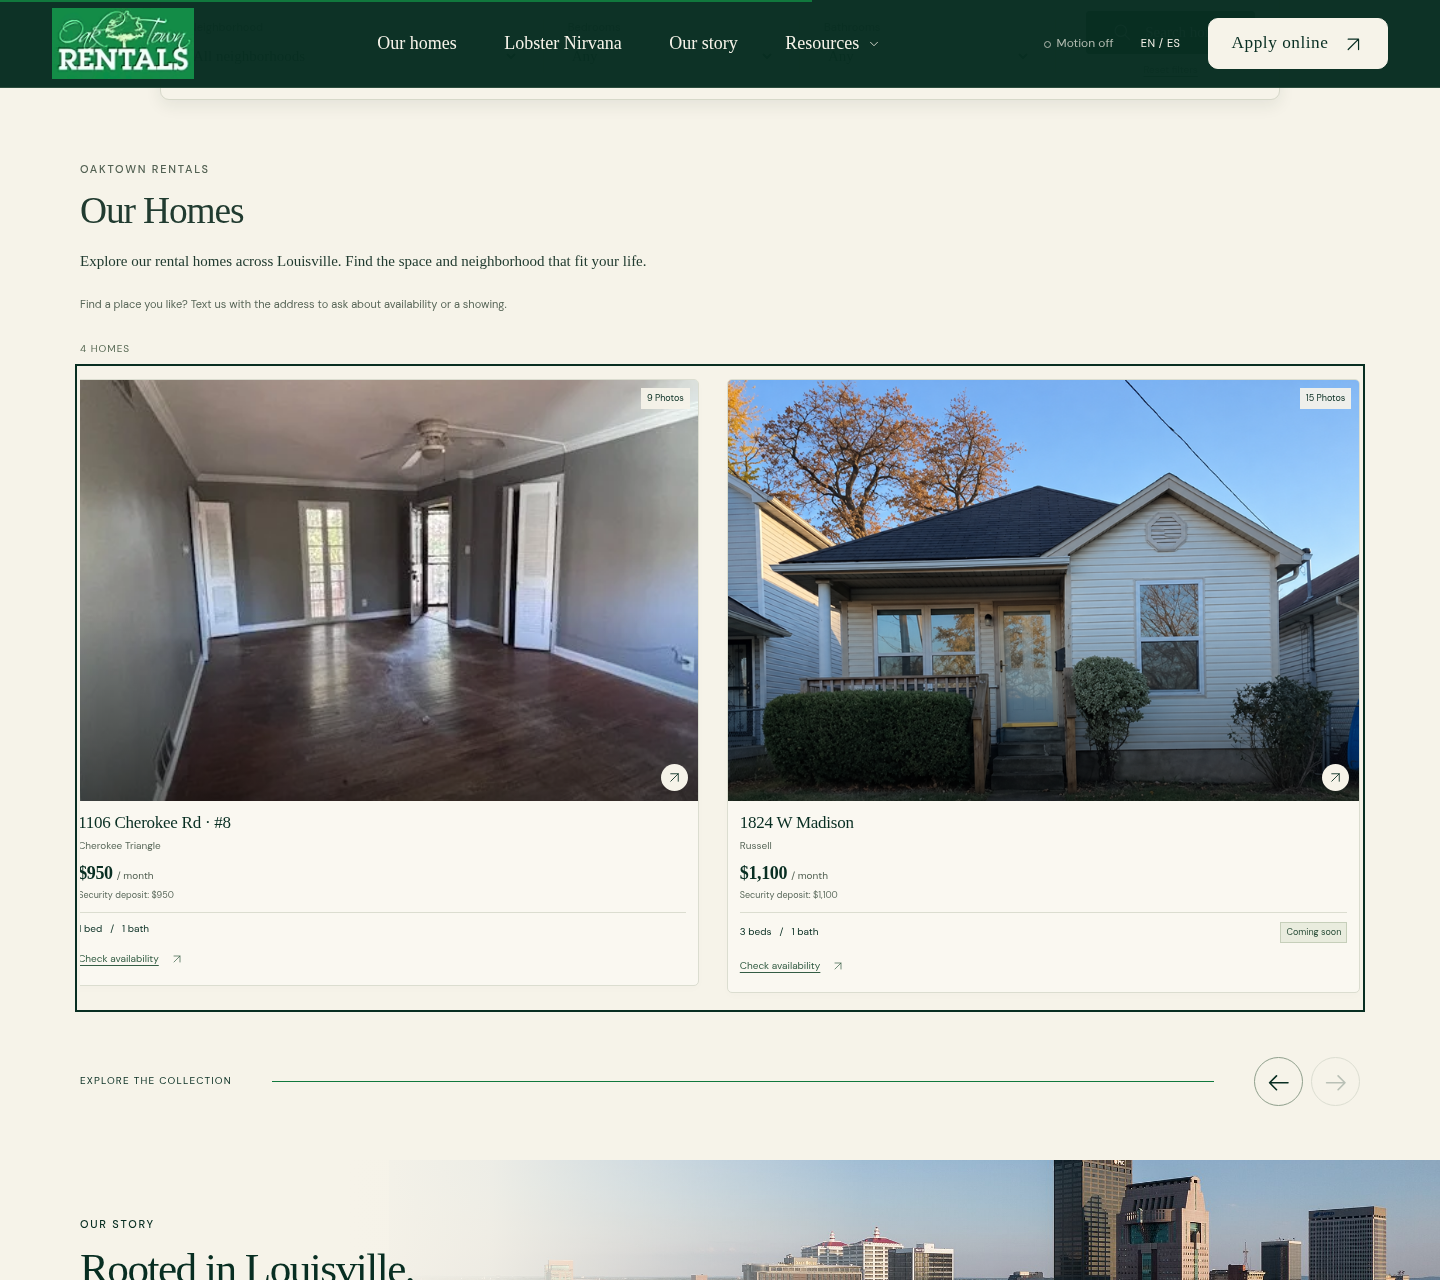 Oak Town
RENTALS
Our homes
Lobster Nirvana
Our story
Resources
Motion off
EN / ES
Apply online
OAKTOWN RENTALS
Our Homes
Explore our rental homes across Louisville. Find the space and neighborhood that fit your life.
Find a place you like? Text us with the address to ask about availability or a showing.
4 HOMES
9 Photos
15 Photos
1106 Cherokee Rd · #8
Cherokee Triangle
$950 / month
Security deposit: $950
1 bed / 1 bath
Check availability
1824 W Madison
Russell
$1,100 / month
Security deposit: $1,100
3 beds / 1 bath
Coming soon
Check availability
EXPLORE THE COLLECTION
OUR STORY
Rooted in Louisville.